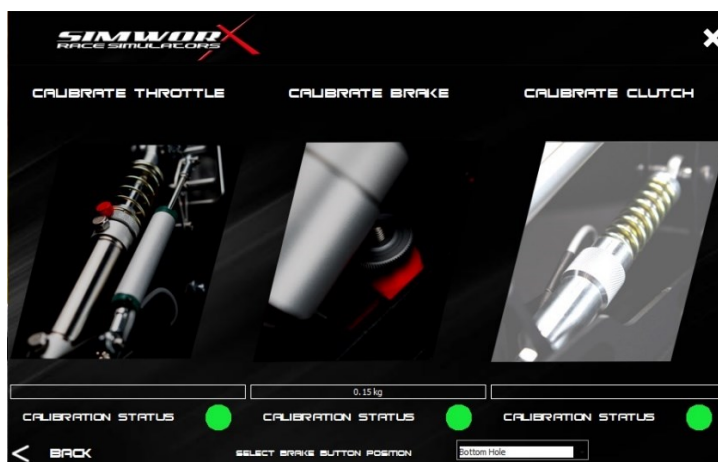 SIMWORX
RACE SIMULATORS
CALIBRATE THROTTLE
CALIBRATE BRAKE
CALIBRATE CLUTCH
0.15 kg
CALIBRATION STATUS
CALIBRATION STATUS
CALIBRATION STATUS
< BACK
SELECT BRAKE BUTTON POSITION
Bottom Hole